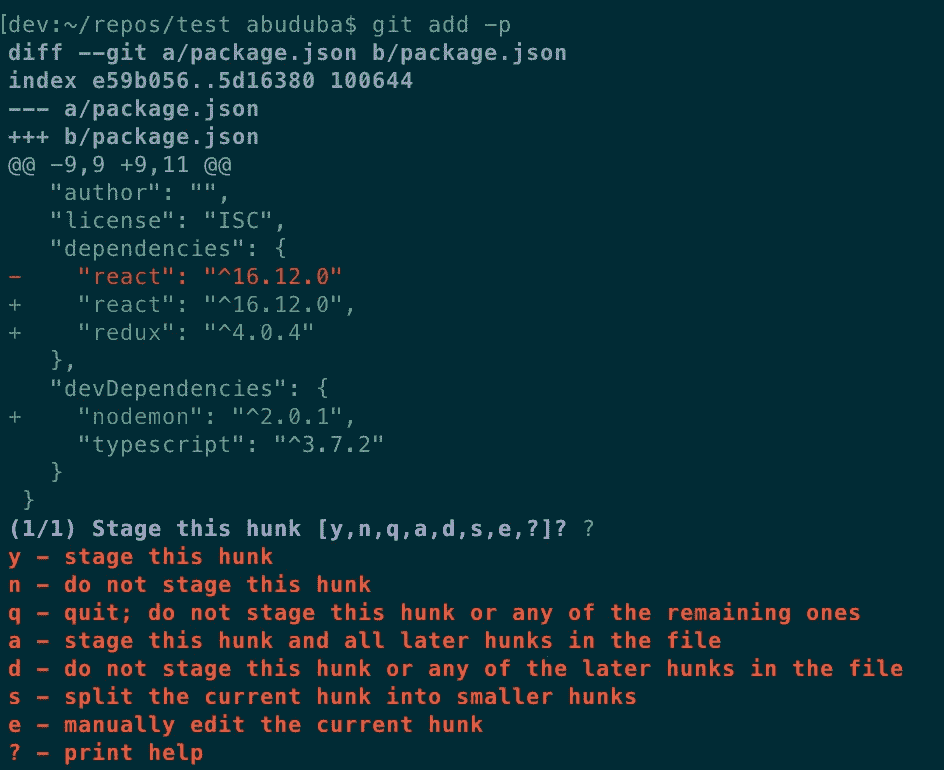 [dev:~/repos/test abuduba$ git add -p
diff --git a/package.json b/package.json
index e59b056..5d16380 100644
--- a/package.json
+++ b/package.json
@@ -9,9 +9,11 @@
   "author": "",
   "license": "ISC",
   "dependencies": {
-    "react": "^16.12.0"
+    "react": "^16.12.0",
+    "redux": "^4.0.4"
   },
   "devDependencies": {
+    "nodemon": "^2.0.1",
     "typescript": "^3.7.2"
   }
 }
(1/1) Stage this hunk [y,n,q,a,d,s,e,?]? ?
y - stage this hunk
n - do not stage this hunk
q - quit; do not stage this hunk or any of the remaining ones
a - stage this hunk and all later hunks in the file
d - do not stage this hunk or any of the later hunks in the file
s - split the current hunk into smaller hunks
e - manually edit the current hunk
? - print help